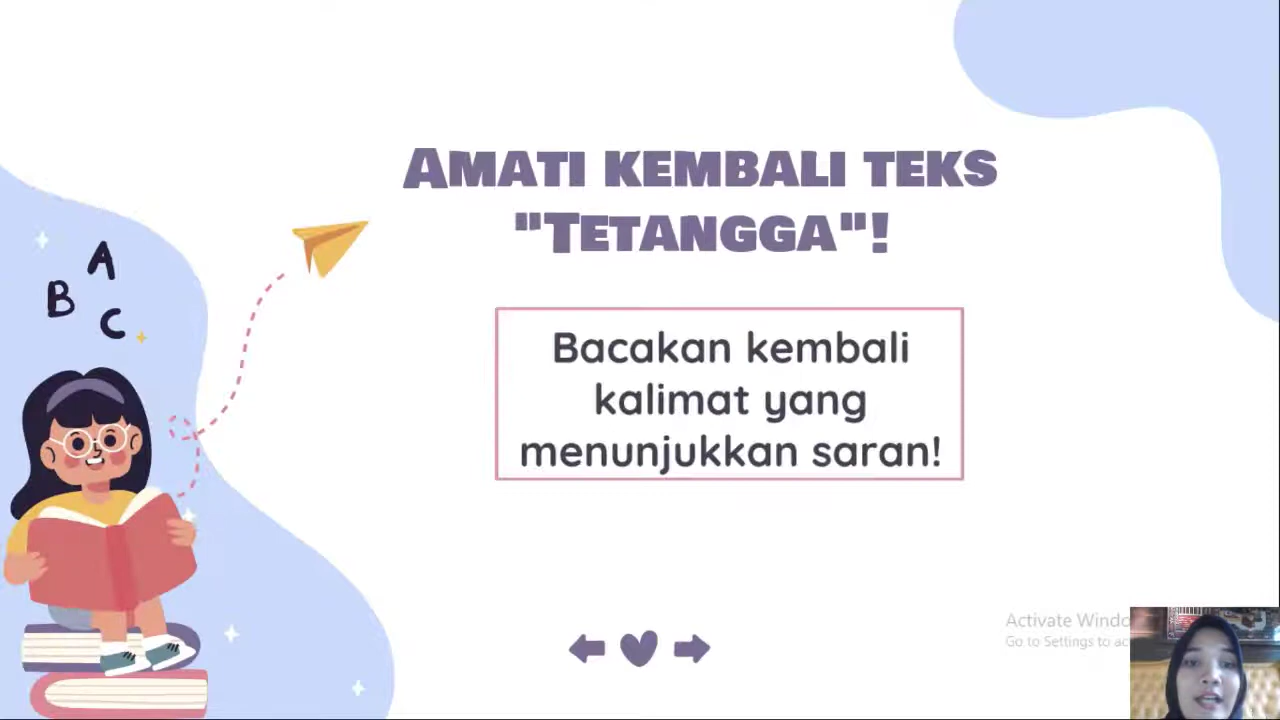 AMATI KEMBALI TEKS
"TETANGGA"!
A
B
C
Bacakan kembali
kalimat yang
menunjukkan saran!
Activate Windo
Go to Settings to ac